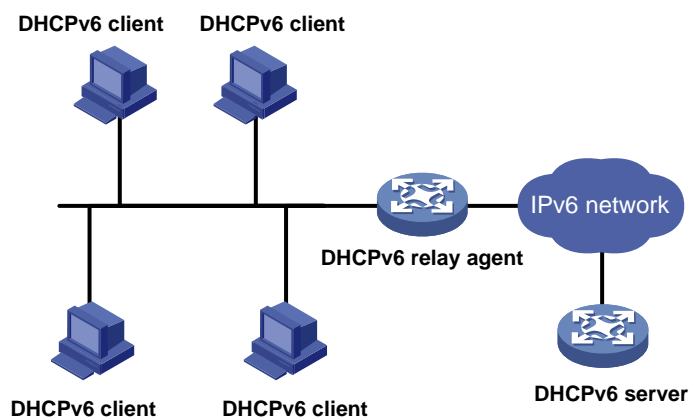 DHCPv6 client
DHCPv6 client
IPv6 network
DHCPv6 relay agent
DHCPv6 server
DHCPv6 client
DHCPv6 client